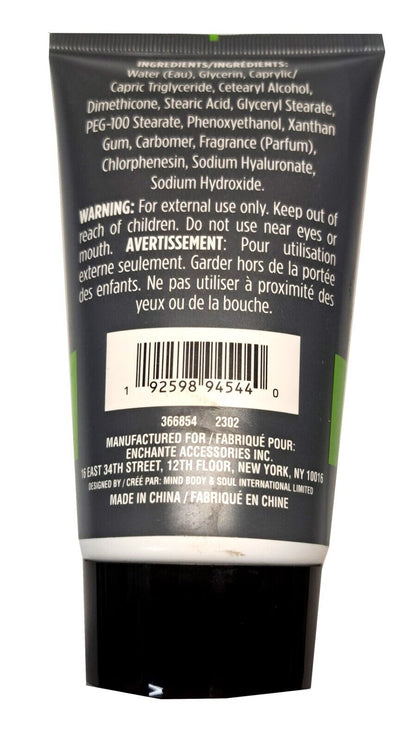 INGREDIENTS/INGRÉDIENTS:
Water (Eau), Glycerin, Caprylic/
Capric Triglyceride, Cetearyl Alcohol,
Dimethicone, Stearic Acid, Glyceryl Stearate,
PEG-100 Stearate, Phenoxyethanol, Xanthan
Gum, Carbomer, Fragrance (Parfum),
Chlorphenesin, Sodium Hyaluronate,
Sodium Hydroxide.
WARNING: For external use only. Keep out of
reach of children. Do not use near eyes or
mouth. AVERTISSEMENT: Pour utilisation
externe seulement. Garder hors de la portée
des enfants. Ne pas utiliser à proximité des
yeux ou de la bouche.
1 92598 94544 0
366854 2302
MANUFACTURED FOR / FABRIQUÉ POUR:
ENCHANTE ACCESSORIES INC.
16 EAST 34TH STREET, 12TH FLOOR, NEW YORK, NY 10016
DESIGNED BY / CRÉÉ PAR: MIND BODY & SOUL INTERNATIONAL LIMITED
MADE IN CHINA / FABRIQUÉ EN CHINE